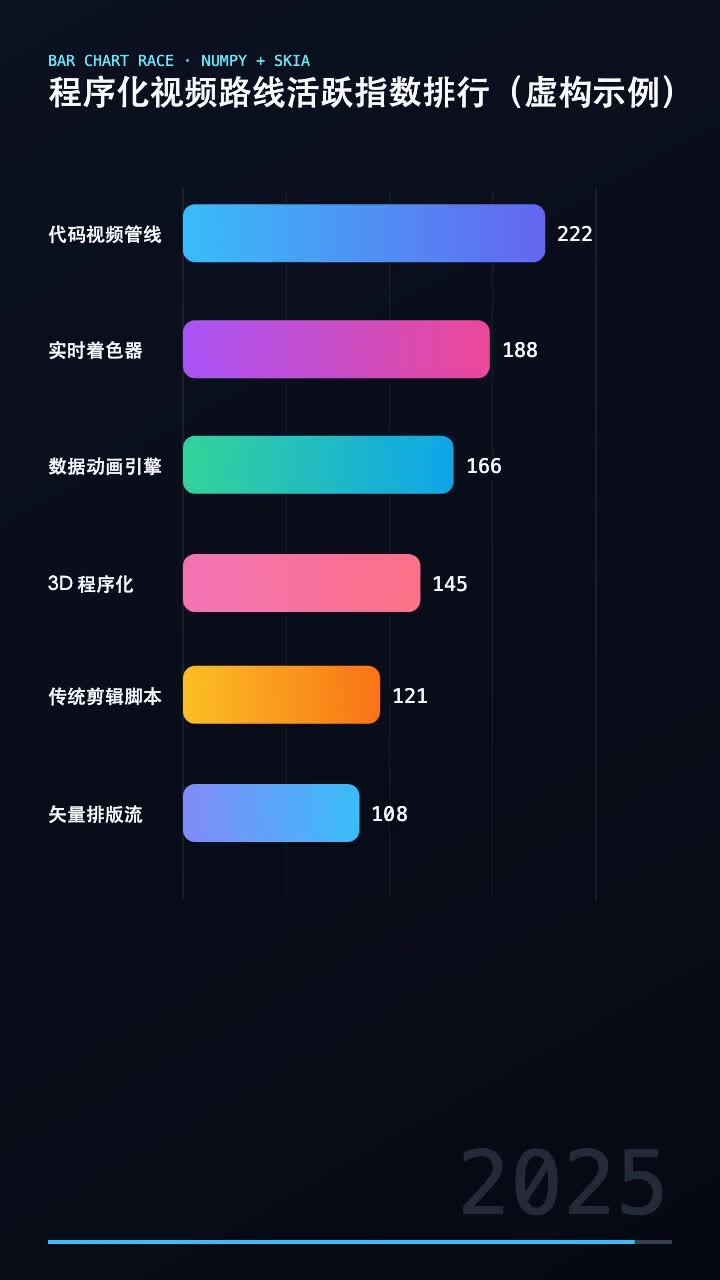 BAR CHART RACE · NUMPY + SKIA
程序化视频路线活跃指数排行（虚构示例）
代码视频管线 222
实时着色器 188
数据动画引擎 166
3D 程序化 145
传统剪辑脚本 121
矢量排版流 108
2025